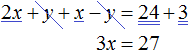 2x + y + x - y = 24 + 3
3x = 27